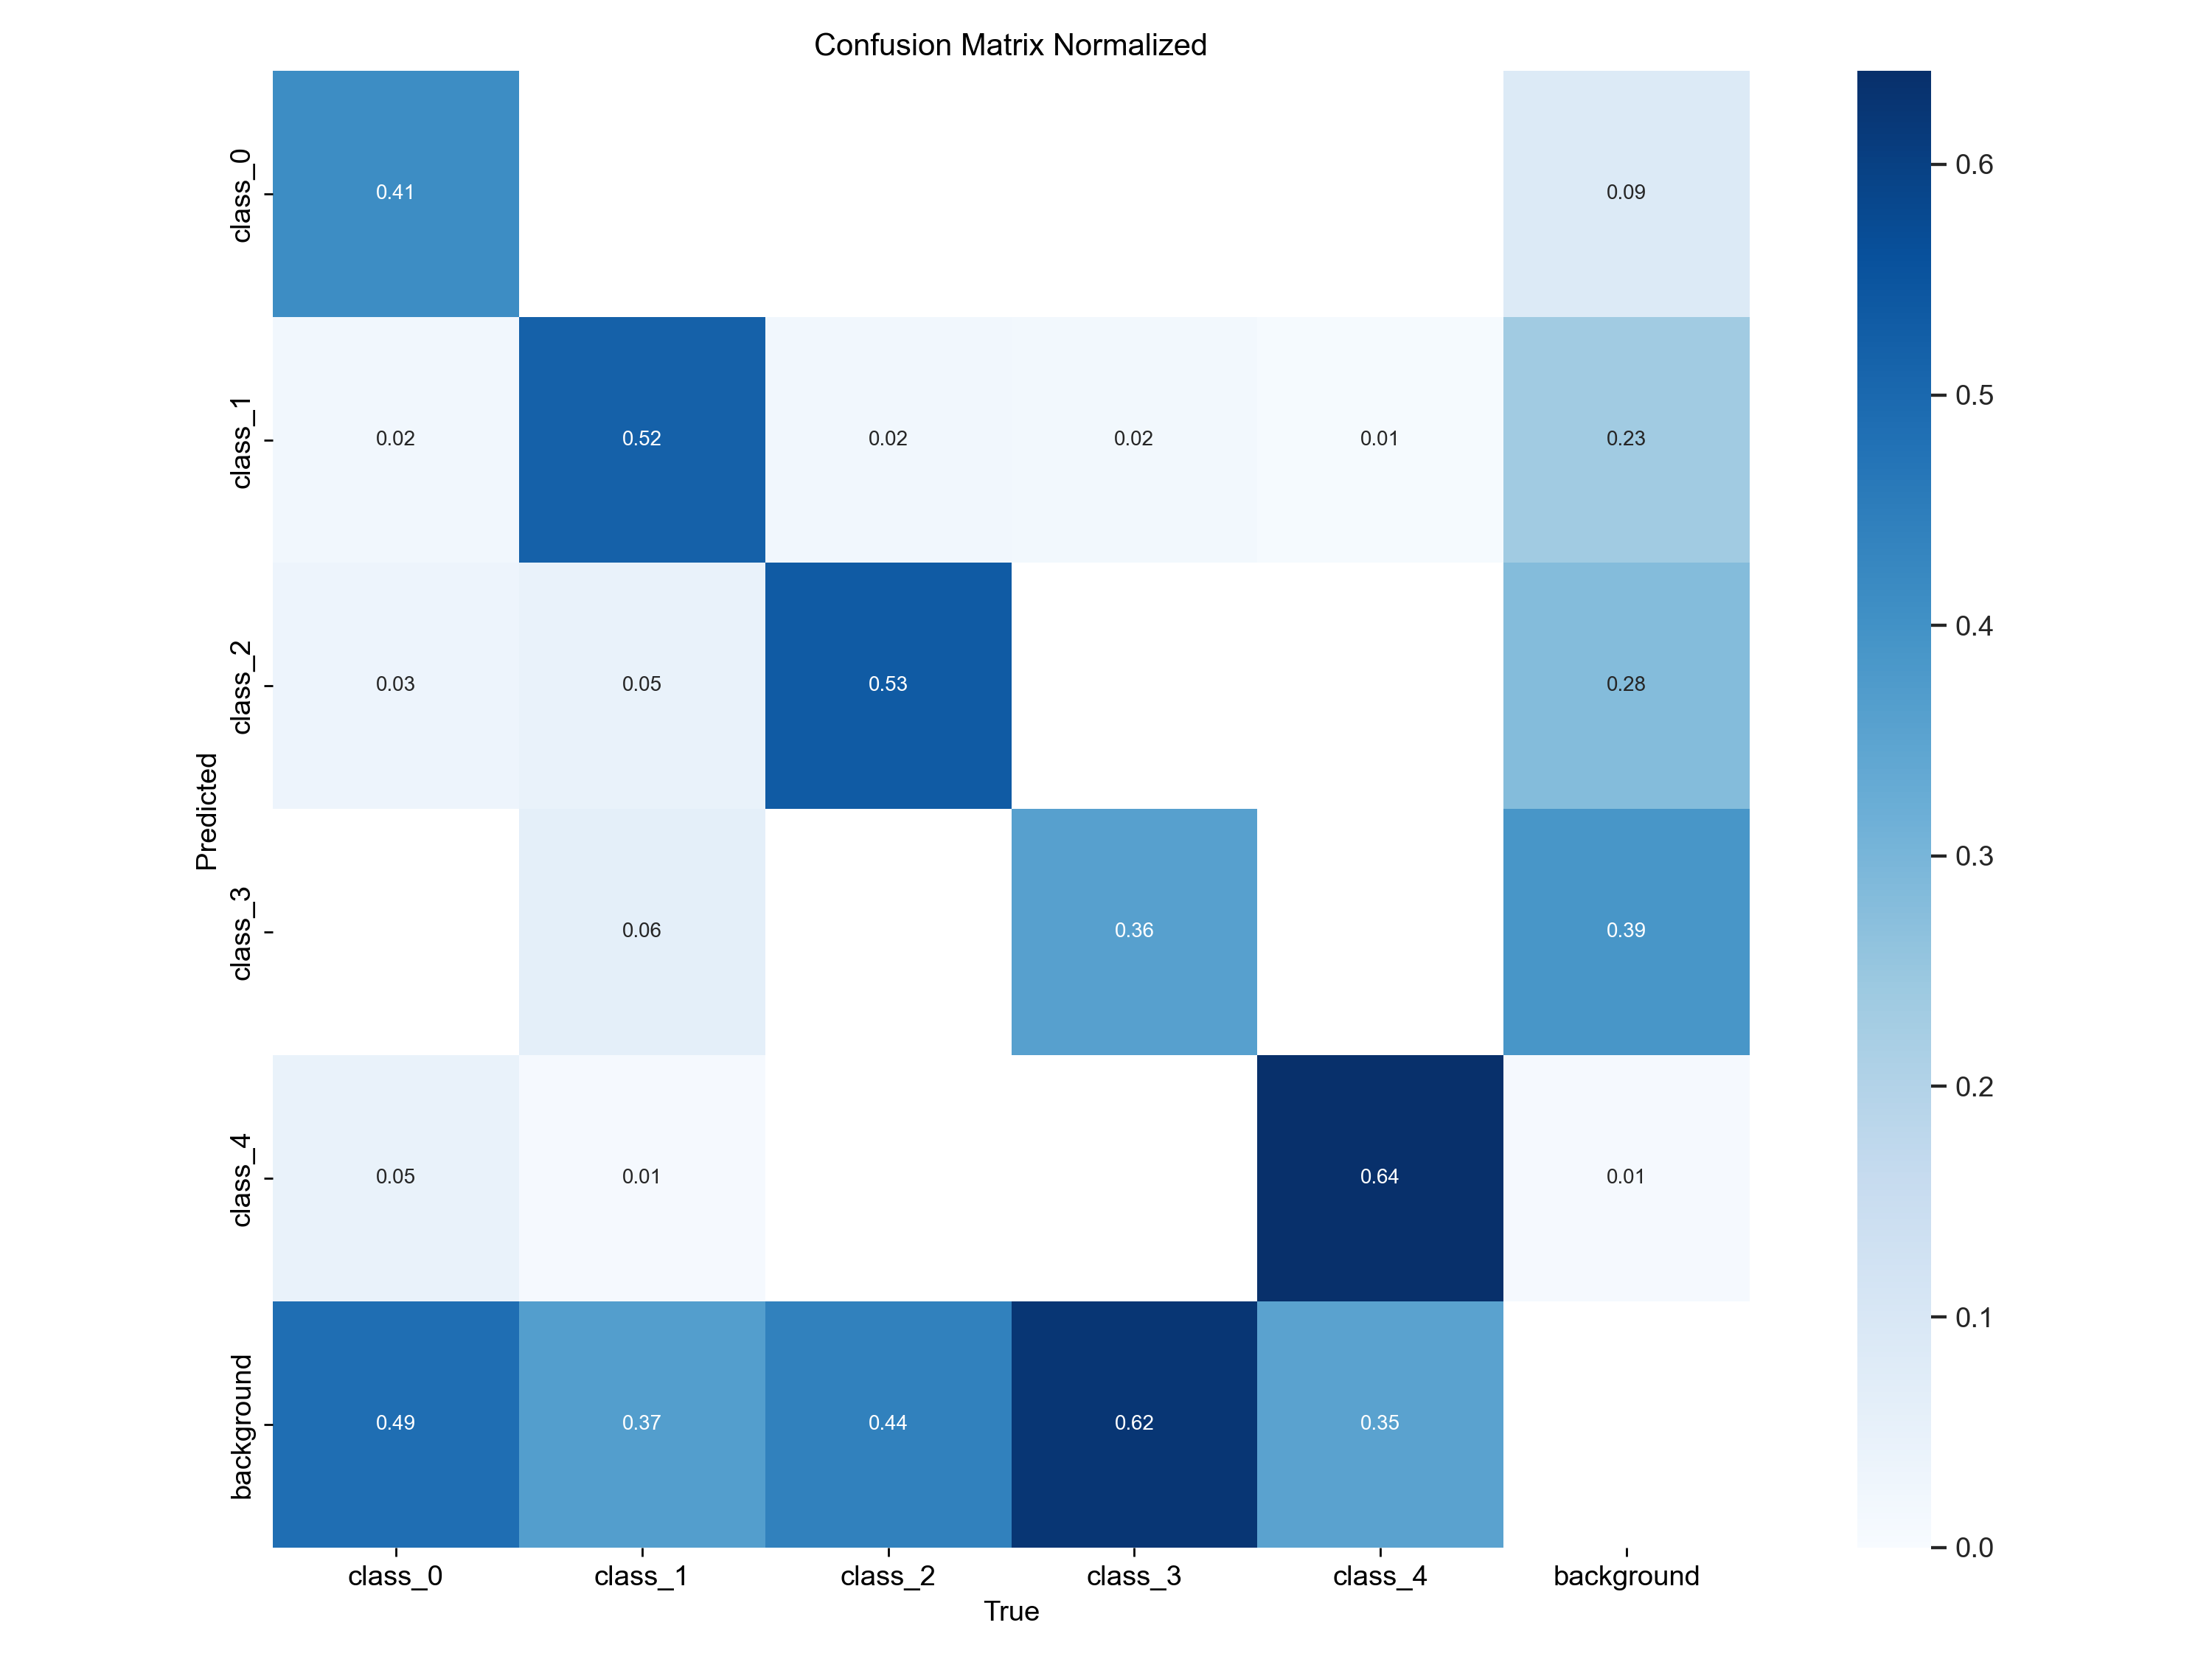 Confusion Matrix Normalized
class_0
0.41
0.09
class_1
0.02 0.52 0.02 0.02 0.01 0.23
class_2
0.03 0.05 0.53 0.28
class_3
0.06 0.36 0.39
class_4
0.05 0.01 0.64 0.01
background
0.49 0.37 0.44 0.62 0.35
Predicted
class_0 class_1 class_2 class_3 class_4 background
True
0.6
0.5
0.4
0.3
0.2
0.1
0.0